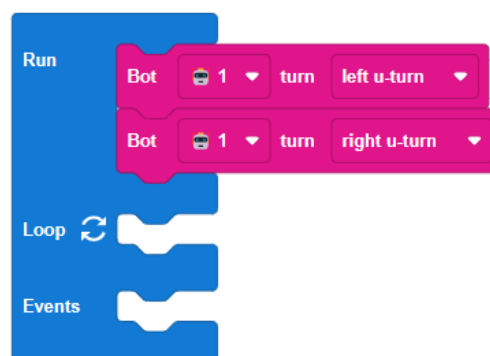 Run
Bot 1 turn left u-turn
Bot 1 turn right u-turn
Loop
Events